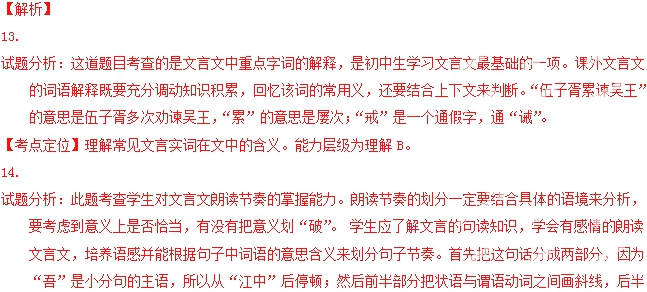 【解析】
13.
试题分析：这道题目考查的是文言文中重点字词的解释，是初中生学习文言文最基础的一项。课外文言文
的词语解释既要充分调动知识积累，回忆该词的常用义，还要结合上下文来判断。“伍子胥累谏吴王”
的意思是伍子胥多次劝谏吴王，“累”的意思是屡次；“戒”是一个通假字，通“诫”。
【考点定位】理解常见文言实词在文中的含义。能力层级为理解 B。
14.
试题分析：此题考查学生对文言文朗读节奏的掌握能力。朗读节奏的划分一定要结合具体的语境来分析，
要考虑到意义上是否恰当，有没有把意义划“破”。 学生应了解文言的句读知识，学会有感情的朗读
文言文，培养语感并能根据句子中词语的意思含义来划分句子节奏。首先把这句话分成两部分，因为
“吾”是小分句的主语，所以从“江中”后停顿；然后前半部分把状语与谓语动词之间画斜线，后半